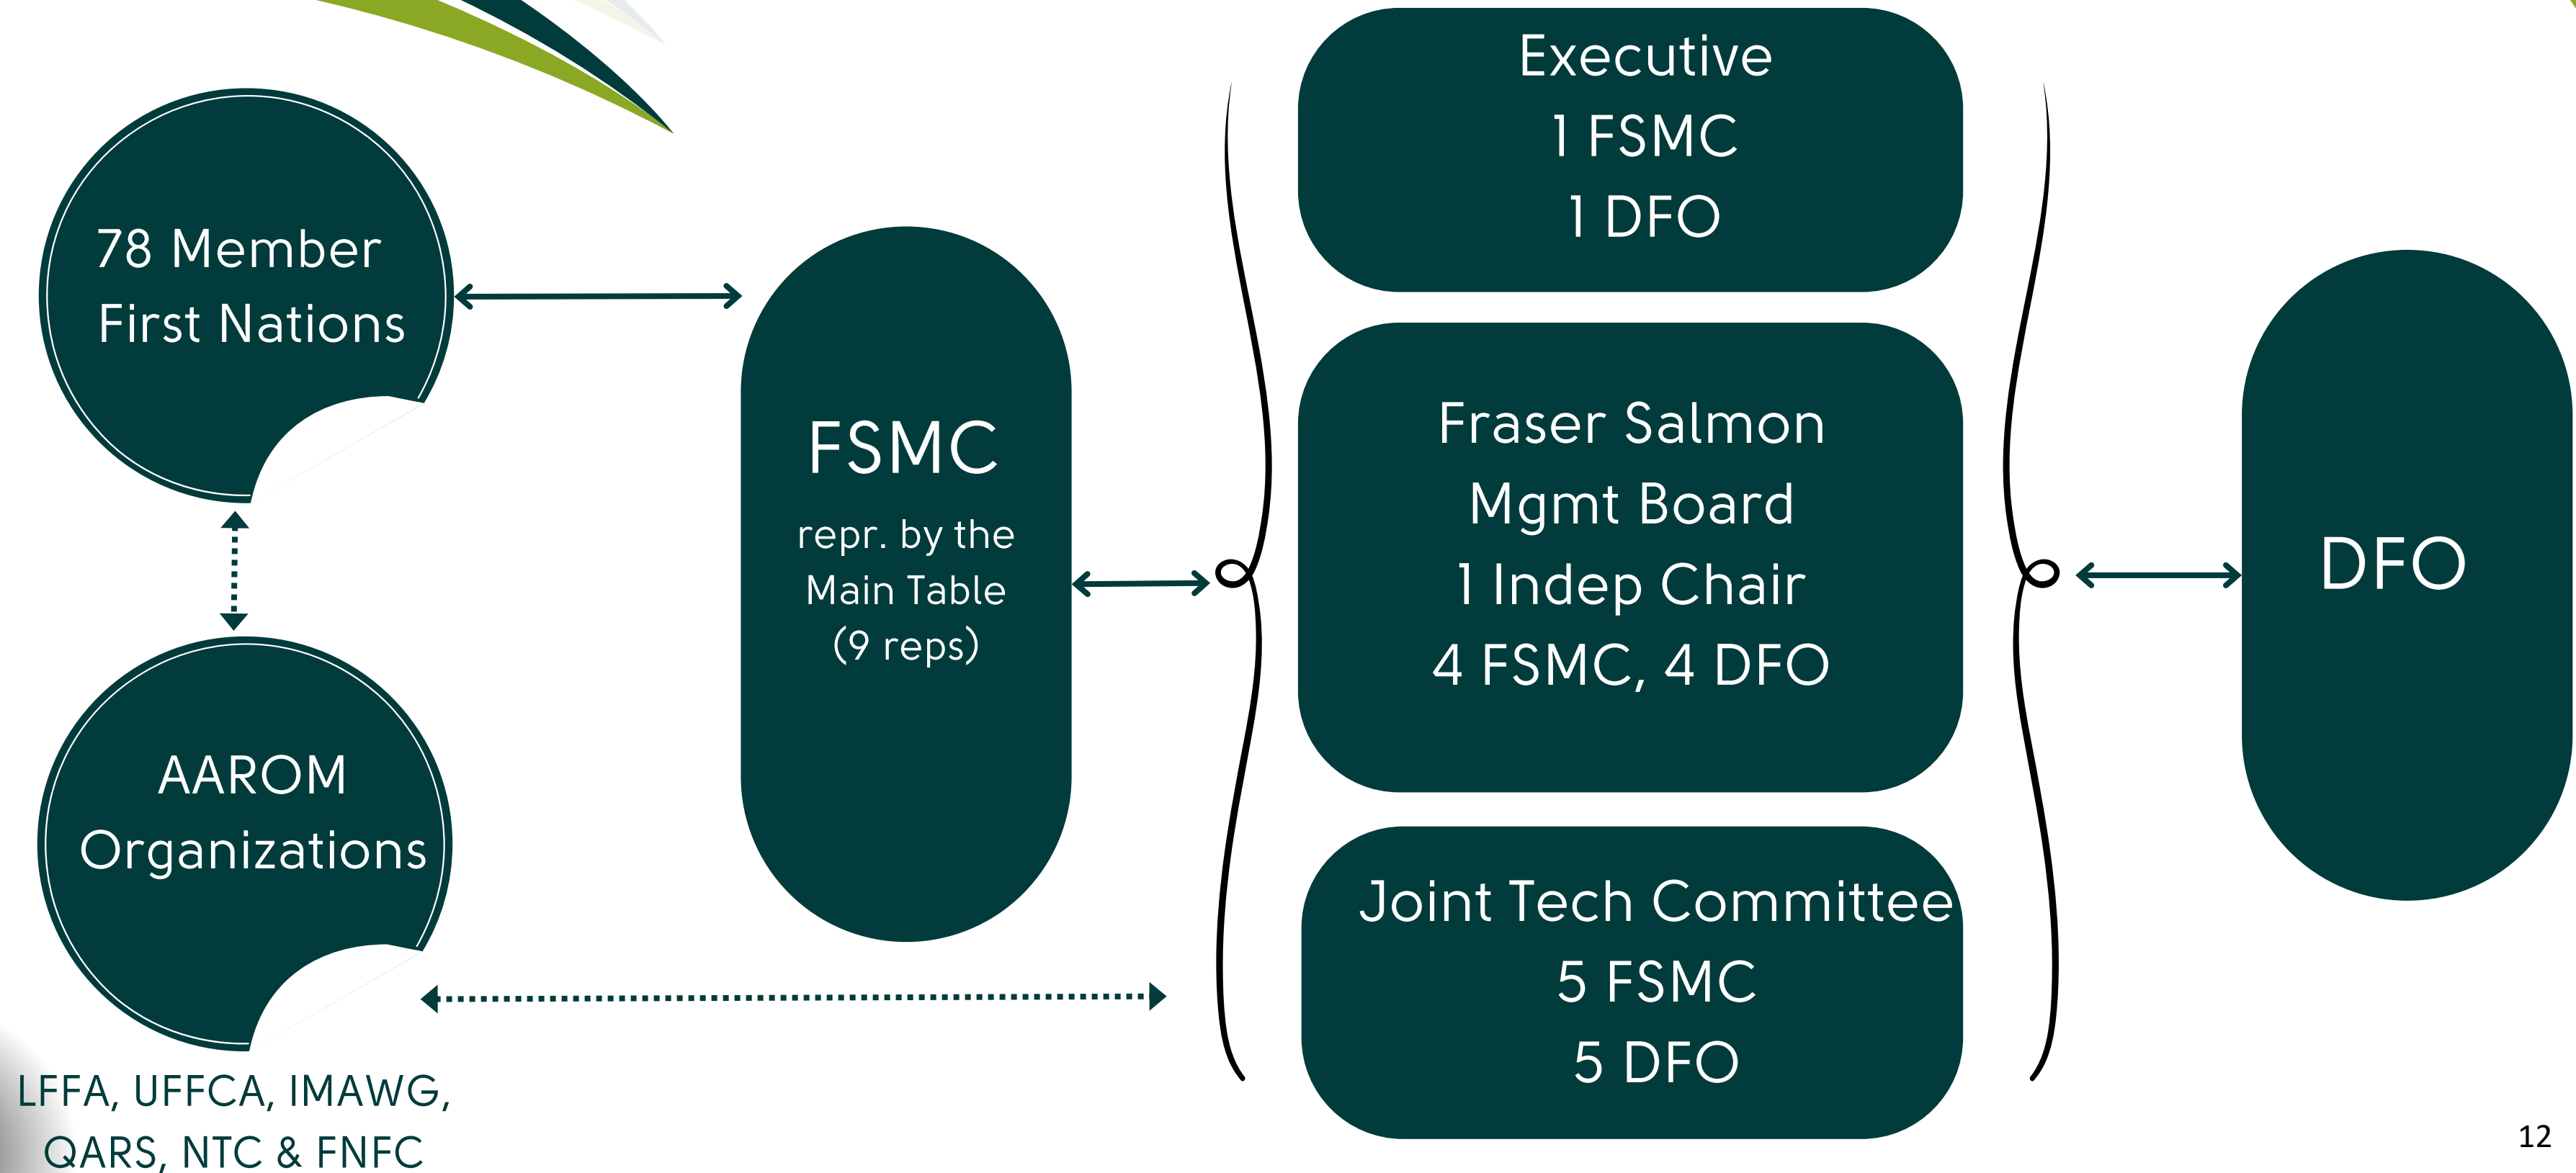 78 Member
First Nations
AAROM
Organizations
LFFA, UFFCA, IMAWG,
QARS, NTC & FNFC
FSMC
repr. by the
Main Table
(9 reps)
Executive
1 FSMC
1 DFO
Fraser Salmon
Mgmt Board
1 Indep Chair
4 FSMC, 4 DFO
Joint Tech Committee
5 FSMC
5 DFO
DFO
12